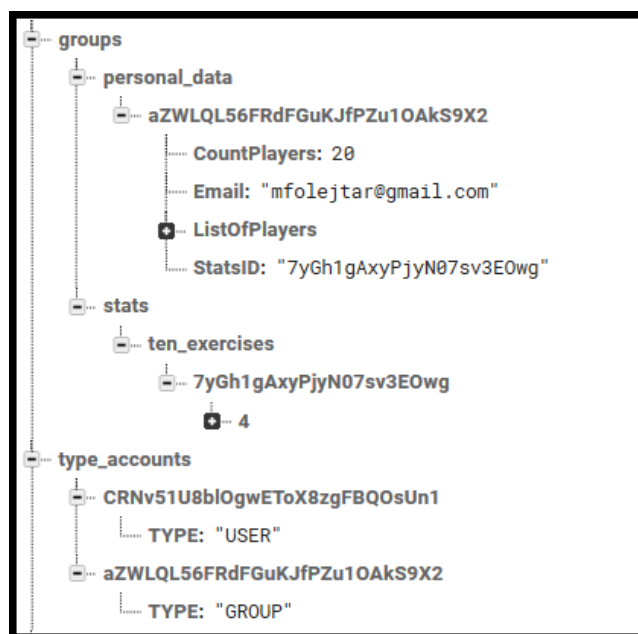 groups
personal_data
aZWLQL56FRdFGuKJfPZu1OAkS9X2
CountPlayers: 20
Email: "mfolejtar@gmail.com"
ListOfPlayers
StatsID: "7yGh1gAxyPjyN07sv3EOwg"
stats
ten_exercises
7yGh1gAxyPjyN07sv3EOwg
4
type_accounts
CRNv51U8blOgwEToX8zgFBQOsUn1
TYPE: "USER"
aZWLQL56FRdFGuKJfPZu1OAkS9X2
TYPE: "GROUP"